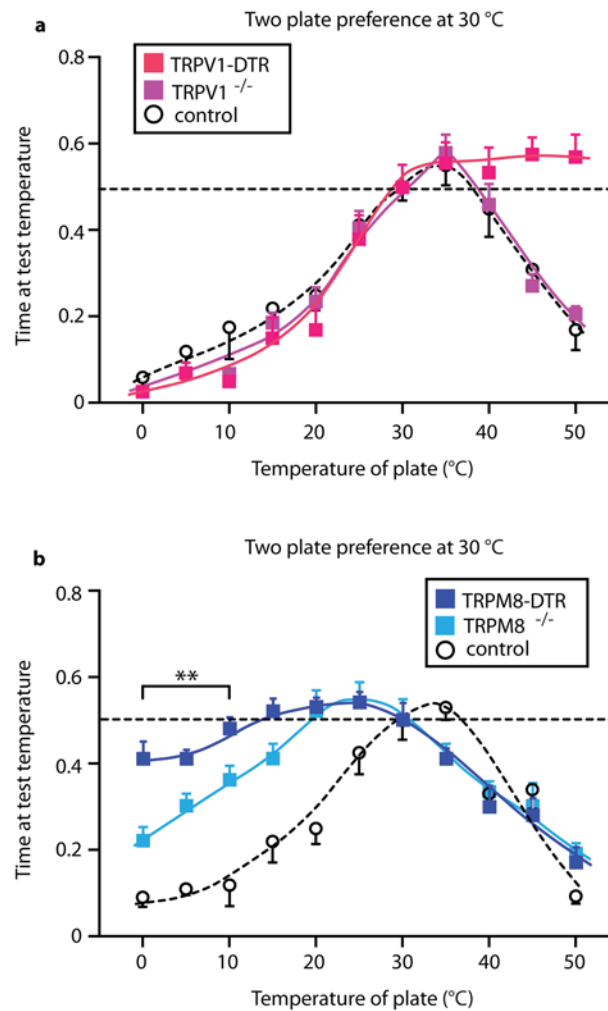 a
Two plate preference at 30 °C
TRPV1-DTR
TRPV1 -/-
control
Time at test temperature
0.8
0.6
0.4
0.2
0
0 10 20 30 40 50
Temperature of plate (°C)
b
Two plate preference at 30 °C
TRPM8-DTR
TRPM8 -/-
control
**
Time at test temperature
0.8
0.6
0.4
0.2
0
0 10 20 30 40 50
Temperature of plate (°C)